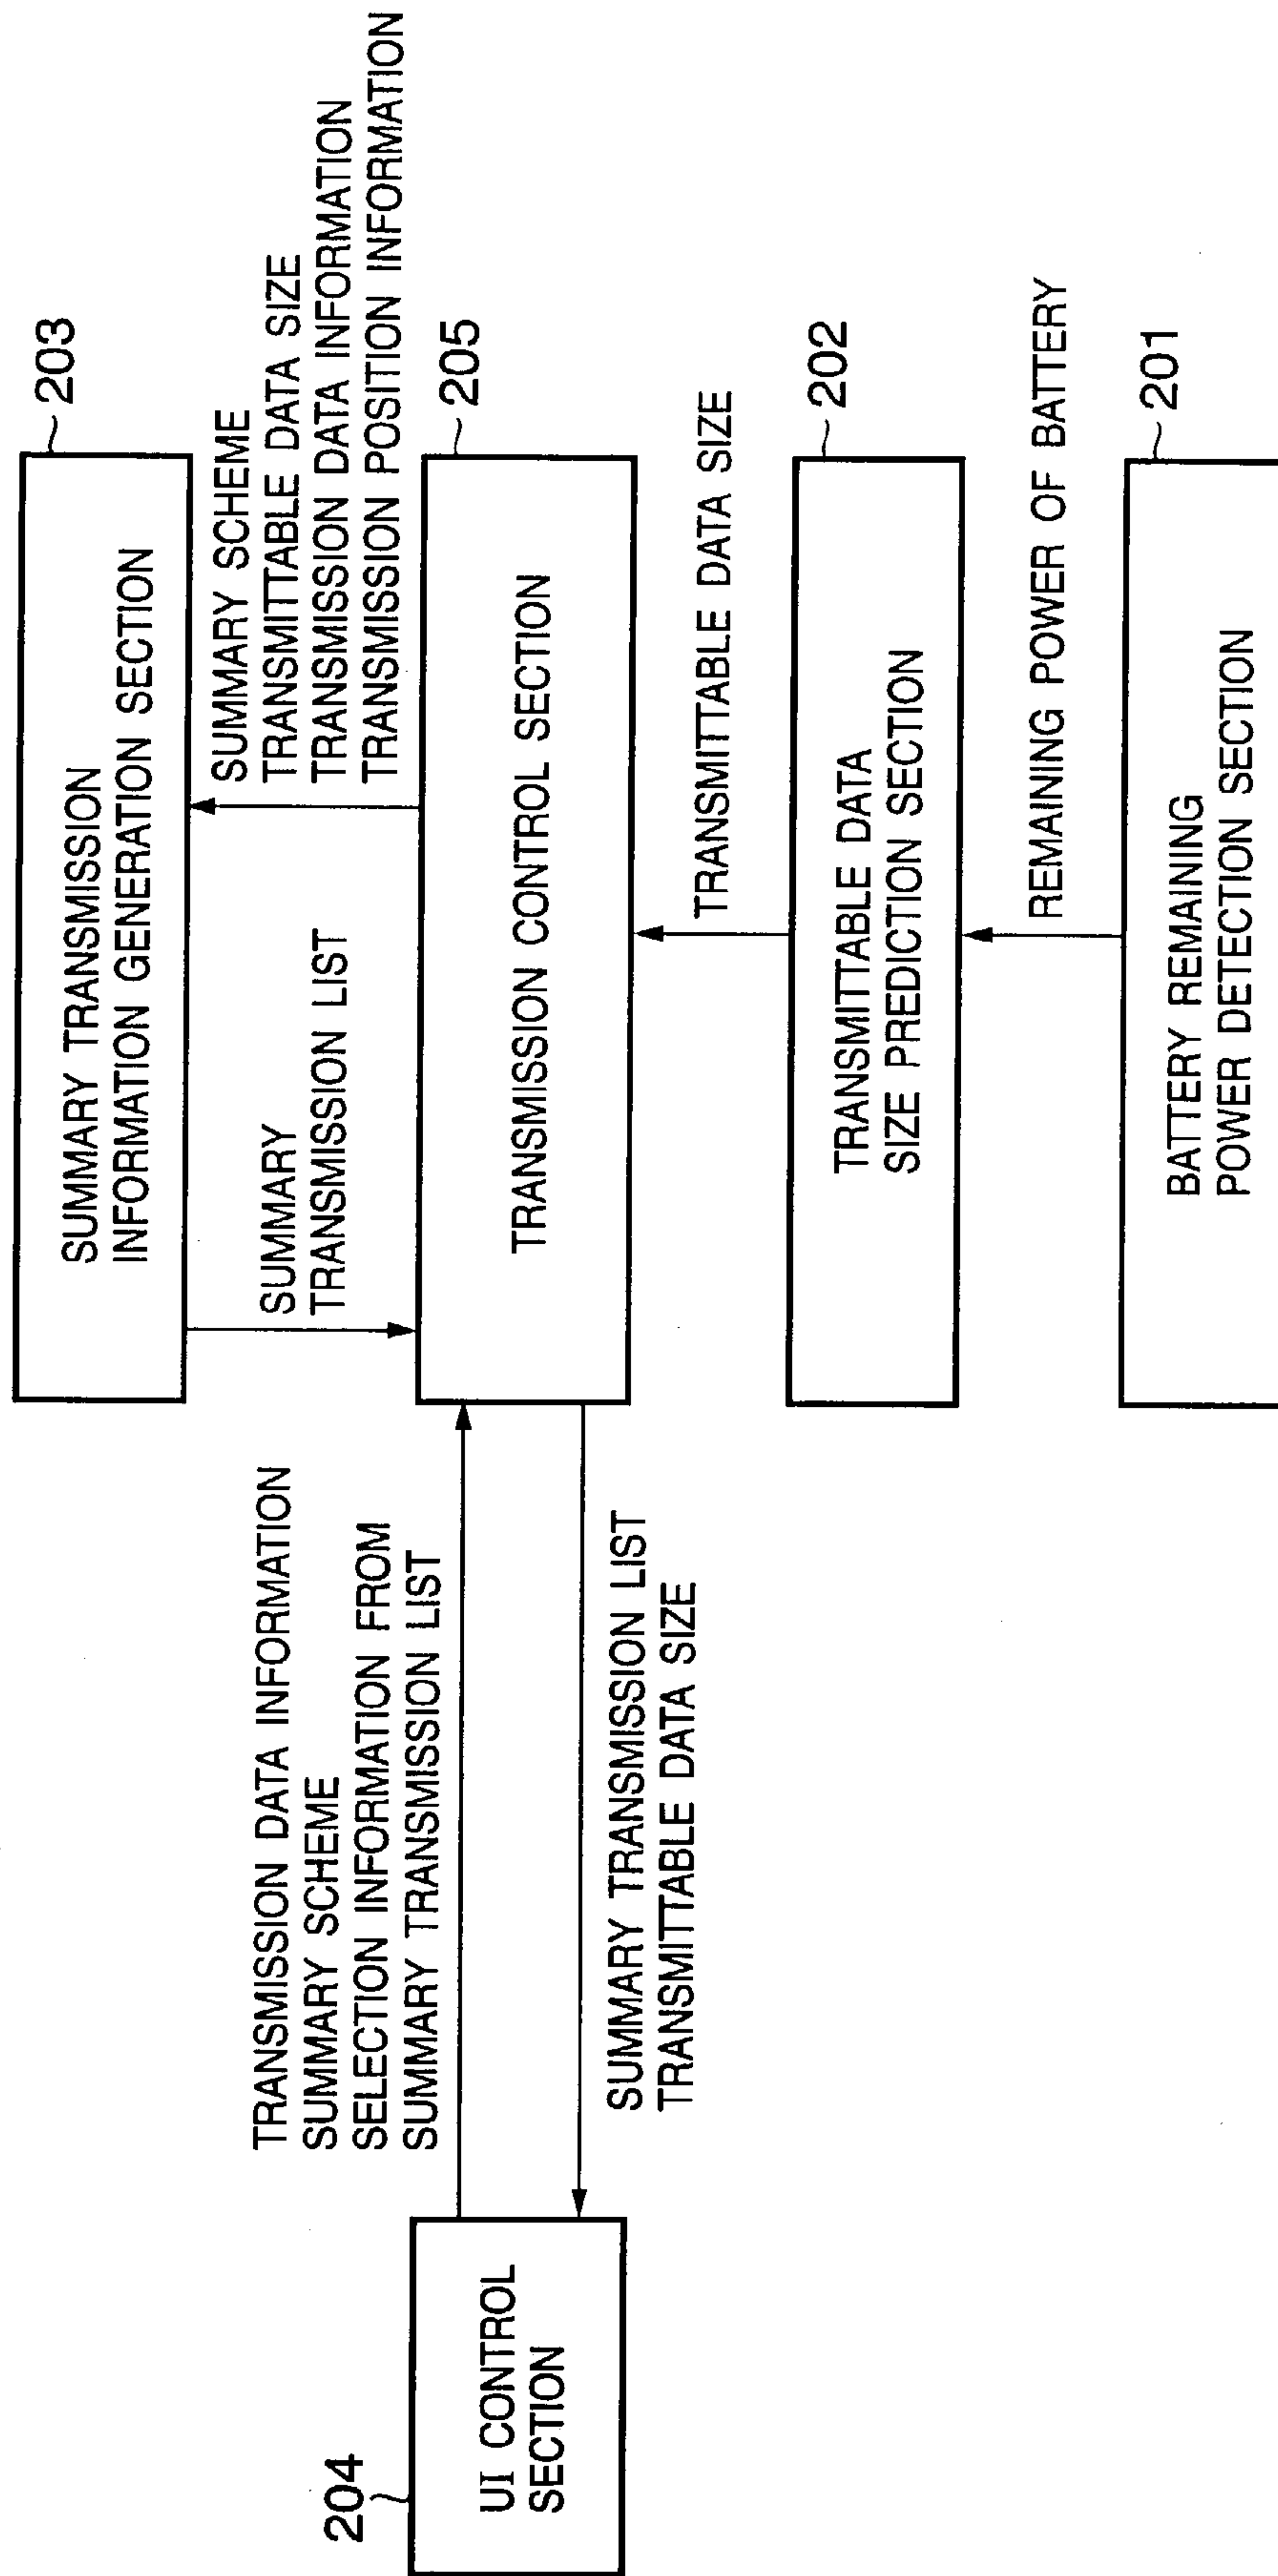 203
SUMMARY TRANSMISSION
INFORMATION GENERATION SECTION
SUMMARY
TRANSMISSION LIST
SUMMARY SCHEME
TRANSMITTABLE DATA SIZE
TRANSMISSION DATA INFORMATION
TRANSMISSION POSITION INFORMATION
204
UI CONTROL
SECTION
TRANSMISSION DATA INFORMATION
SUMMARY SCHEME
SELECTION INFORMATION FROM
SUMMARY TRANSMISSION LIST
SUMMARY TRANSMISSION LIST
TRANSMITTABLE DATA SIZE
205
TRANSMISSION CONTROL SECTION
TRANSMITTABLE DATA SIZE
202
TRANSMITTABLE DATA
SIZE PREDICTION SECTION
REMAINING POWER OF BATTERY
201
BATTERY REMAINING
POWER DETECTION SECTION